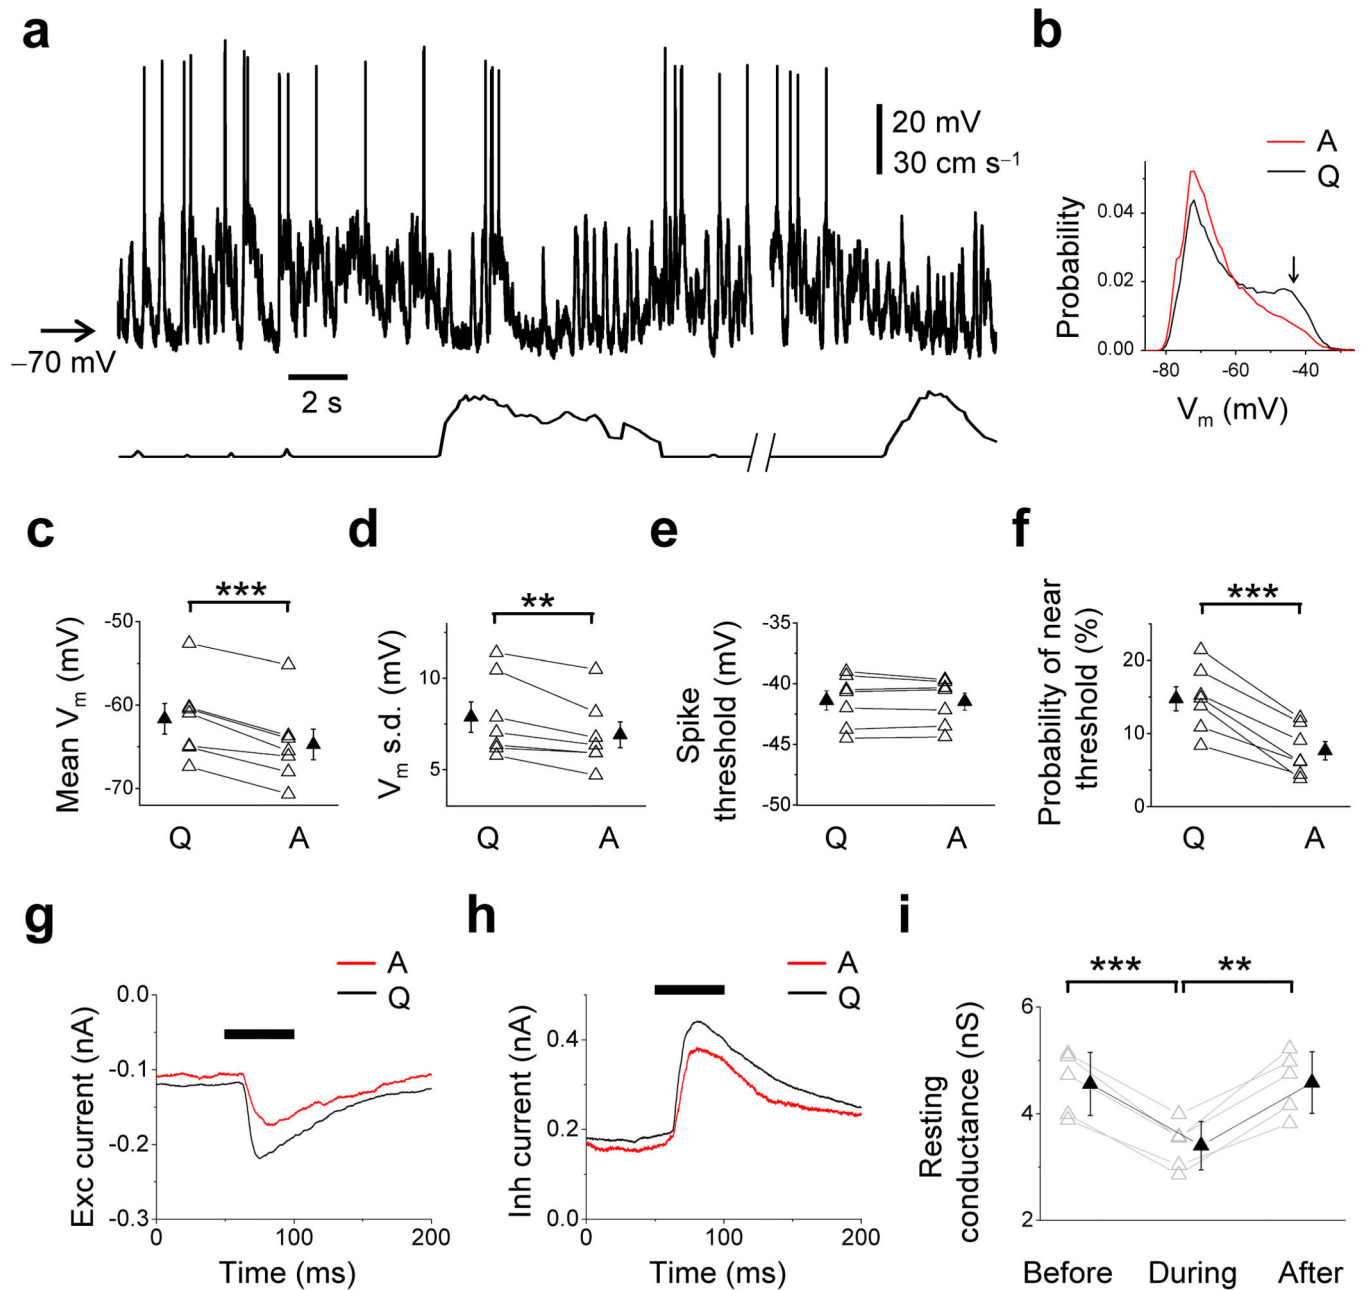 a
20 mV
30 cm s⁻¹
−70 mV
2 s
b
A
Q
Probability
0.04
0.02
0.00
-80
-60
-40
Vₘ (mV)
c
***
Mean Vₘ (mV)
-50
-60
-70
Q
A
d
**
Vₘ s.d. (mV)
10
5
Q
A
e
Spike
threshold (mV)
-35
-40
-45
-50
Q
A
f
***
Probability of near
threshold (%)
20
10
0
Q
A
g
A
Q
Exc current (nA)
0.0
-0.1
-0.2
-0.3
0
100
200
Time (ms)
h
A
Q
Inh current (nA)
0.4
0.2
0.0
0
100
200
Time (ms)
i
***
**
Resting
conductance (nS)
6
4
2
Before
During
After